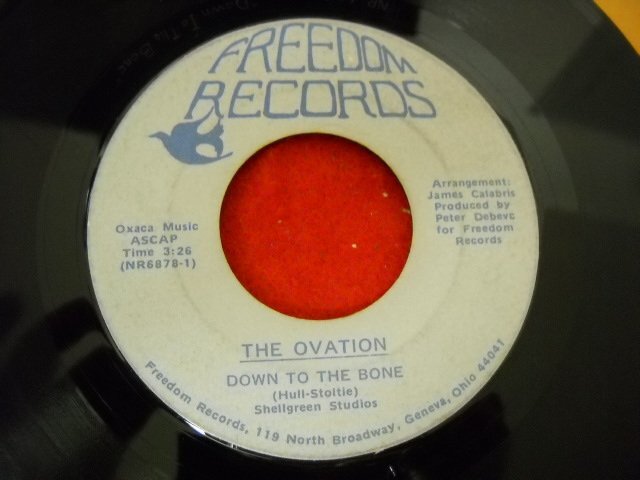 FREEDOM
RECORDS
Oxaca Music
ASCAP
Time 3:26
(NR6878-1)
Arrangement:
James Calabris
Produced by
Peter Debevc
for Freedom
Records
THE OVATION
DOWN TO THE BONE
(Hull-Stoltie)
Shellgreen Studios
Freedom Records, 119 North Broadway, Geneva, Ohio 44041